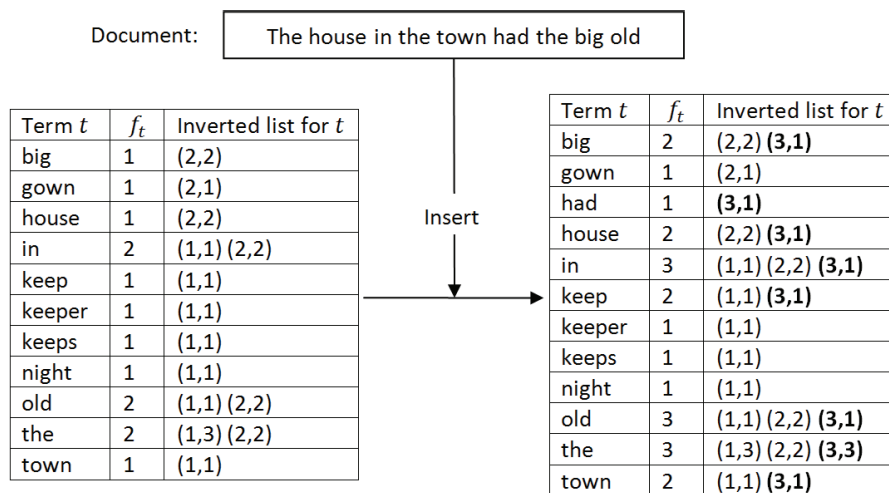 Document: The house in the town had the big old
Term t f_t Inverted list for t
big 1 (2,2)
gown 1 (2,1)
house 1 (2,2)
in 2 (1,1) (2,2)
keep 1 (1,1)
keeper 1 (1,1)
keeps 1 (1,1)
night 1 (1,1)
old 2 (1,1) (2,2)
the 2 (1,3) (2,2)
town 1 (1,1)
Insert
Term t f_t Inverted list for t
big 2 (2,2) (3,1)
gown 1 (2,1)
had 1 (3,1)
house 2 (2,2) (3,1)
in 3 (1,1) (2,2) (3,1)
keep 2 (1,1) (3,1)
keeper 1 (1,1)
keeps 1 (1,1)
night 1 (1,1)
old 3 (1,1) (2,2) (3,1)
the 3 (1,3) (2,2) (3,3)
town 2 (1,1) (3,1)